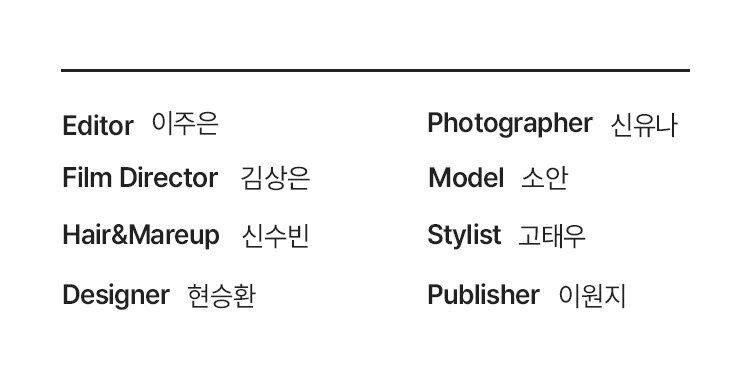 Editor 이주은 Photographer 신유나
Film Director 김상은 Model 소안
Hair&Mareup 신수빈 Stylist 고태우
Designer 현승환 Publisher 이원지